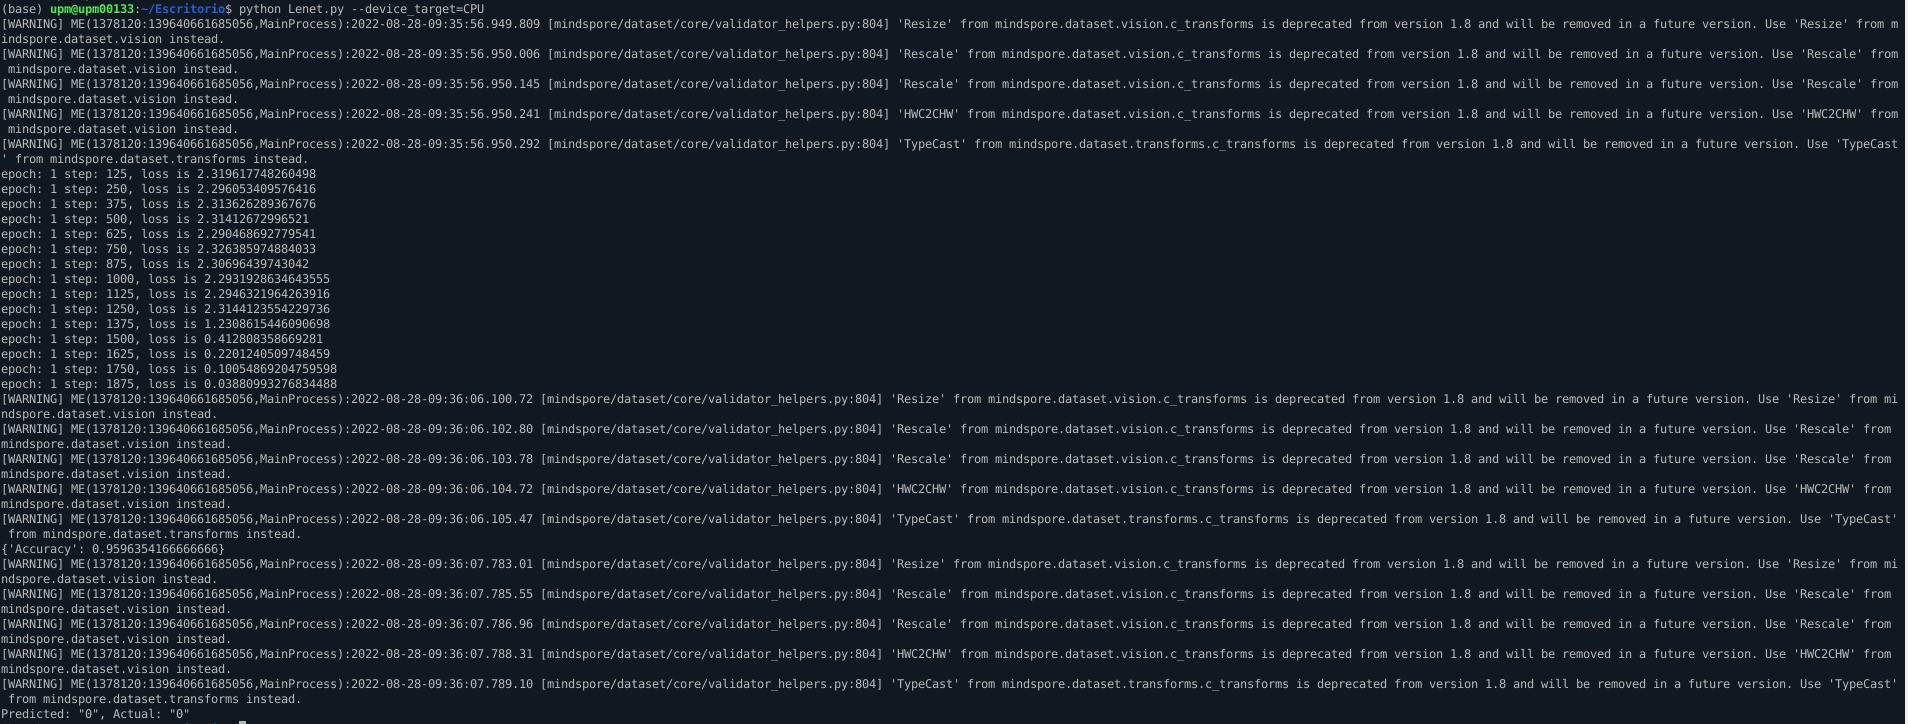 (base) upm@upm00133:~/Escritorio$ python Lenet.py --device_target=CPU
[WARNING] ME(1378120:139640661685056,MainProcess):2022-08-28-09:35:56.949.809 [mindspore/dataset/core/validator_helpers.py:804] 'Resize' from mindspore.dataset.vision.c_transforms is deprecated from version 1.8 and will be removed in a future version. Use 'Resize' from m
indspore.dataset.vision instead.
[WARNING] ME(1378120:139640661685056,MainProcess):2022-08-28-09:35:56.950.006 [mindspore/dataset/core/validator_helpers.py:804] 'Rescale' from mindspore.dataset.vision.c_transforms is deprecated from version 1.8 and will be removed in a future version. Use 'Rescale' from
 mindspore.dataset.vision instead.
[WARNING] ME(1378120:139640661685056,MainProcess):2022-08-28-09:35:56.950.145 [mindspore/dataset/core/validator_helpers.py:804] 'Rescale' from mindspore.dataset.vision.c_transforms is deprecated from version 1.8 and will be removed in a future version. Use 'Rescale' from
 mindspore.dataset.vision instead.
[WARNING] ME(1378120:139640661685056,MainProcess):2022-08-28-09:35:56.950.241 [mindspore/dataset/core/validator_helpers.py:804] 'HWC2CHW' from mindspore.dataset.vision.c_transforms is deprecated from version 1.8 and will be removed in a future version. Use 'HWC2CHW' from
 mindspore.dataset.vision instead.
[WARNING] ME(1378120:139640661685056,MainProcess):2022-08-28-09:35:56.950.292 [mindspore/dataset/core/validator_helpers.py:804] 'TypeCast' from mindspore.dataset.transforms.c_transforms is deprecated from version 1.8 and will be removed in a future version. Use 'TypeCast
' from mindspore.dataset.transforms instead.
epoch: 1 step: 125, loss is 2.319617748260498
epoch: 1 step: 250, loss is 2.296053409576416
epoch: 1 step: 375, loss is 2.313626289367676
epoch: 1 step: 500, loss is 2.31412672996521
epoch: 1 step: 625, loss is 2.290468692779541
epoch: 1 step: 750, loss is 2.326385974884033
epoch: 1 step: 875, loss is 2.30696439743042
epoch: 1 step: 1000, loss is 2.2931928634643555
epoch: 1 step: 1125, loss is 2.2946321964263916
epoch: 1 step: 1250, loss is 2.3144123554229736
epoch: 1 step: 1375, loss is 1.2308615446090698
epoch: 1 step: 1500, loss is 0.412808358669281
epoch: 1 step: 1625, loss is 0.2201240509748459
epoch: 1 step: 1750, loss is 0.10054869204759598
epoch: 1 step: 1875, loss is 0.03880993276834488
[WARNING] ME(1378120:139640661685056,MainProcess):2022-08-28-09:36:06.100.72 [mindspore/dataset/core/validator_helpers.py:804] 'Resize' from mindspore.dataset.vision.c_transforms is deprecated from version 1.8 and will be removed in a future version. Use 'Resize' from mi
ndspore.dataset.vision instead.
[WARNING] ME(1378120:139640661685056,MainProcess):2022-08-28-09:36:06.102.80 [mindspore/dataset/core/validator_helpers.py:804] 'Rescale' from mindspore.dataset.vision.c_transforms is deprecated from version 1.8 and will be removed in a future version. Use 'Rescale' from
mindspore.dataset.vision instead.
[WARNING] ME(1378120:139640661685056,MainProcess):2022-08-28-09:36:06.103.78 [mindspore/dataset/core/validator_helpers.py:804] 'Rescale' from mindspore.dataset.vision.c_transforms is deprecated from version 1.8 and will be removed in a future version. Use 'Rescale' from
mindspore.dataset.vision instead.
[WARNING] ME(1378120:139640661685056,MainProcess):2022-08-28-09:36:06.104.72 [mindspore/dataset/core/validator_helpers.py:804] 'HWC2CHW' from mindspore.dataset.vision.c_transforms is deprecated from version 1.8 and will be removed in a future version. Use 'HWC2CHW' from
mindspore.dataset.vision instead.
[WARNING] ME(1378120:139640661685056,MainProcess):2022-08-28-09:36:06.105.47 [mindspore/dataset/core/validator_helpers.py:804] 'TypeCast' from mindspore.dataset.transforms.c_transforms is deprecated from version 1.8 and will be removed in a future version. Use 'TypeCast'
 from mindspore.dataset.transforms instead.
{'Accuracy': 0.9596354166666666}
[WARNING] ME(1378120:139640661685056,MainProcess):2022-08-28-09:36:07.783.01 [mindspore/dataset/core/validator_helpers.py:804] 'Resize' from mindspore.dataset.vision.c_transforms is deprecated from version 1.8 and will be removed in a future version. Use 'Resize' from mi
ndspore.dataset.vision instead.
[WARNING] ME(1378120:139640661685056,MainProcess):2022-08-28-09:36:07.785.55 [mindspore/dataset/core/validator_helpers.py:804] 'Rescale' from mindspore.dataset.vision.c_transforms is deprecated from version 1.8 and will be removed in a future version. Use 'Rescale' from
mindspore.dataset.vision instead.
[WARNING] ME(1378120:139640661685056,MainProcess):2022-08-28-09:36:07.786.96 [mindspore/dataset/core/validator_helpers.py:804] 'Rescale' from mindspore.dataset.vision.c_transforms is deprecated from version 1.8 and will be removed in a future version. Use 'Rescale' from
mindspore.dataset.vision instead.
[WARNING] ME(1378120:139640661685056,MainProcess):2022-08-28-09:36:07.788.31 [mindspore/dataset/core/validator_helpers.py:804] 'HWC2CHW' from mindspore.dataset.vision.c_transforms is deprecated from version 1.8 and will be removed in a future version. Use 'HWC2CHW' from
mindspore.dataset.vision instead.
[WARNING] ME(1378120:139640661685056,MainProcess):2022-08-28-09:36:07.789.10 [mindspore/dataset/core/validator_helpers.py:804] 'TypeCast' from mindspore.dataset.transforms.c_transforms is deprecated from version 1.8 and will be removed in a future version. Use 'TypeCast'
 from mindspore.dataset.transforms instead.
Predicted: "0", Actual: "0"